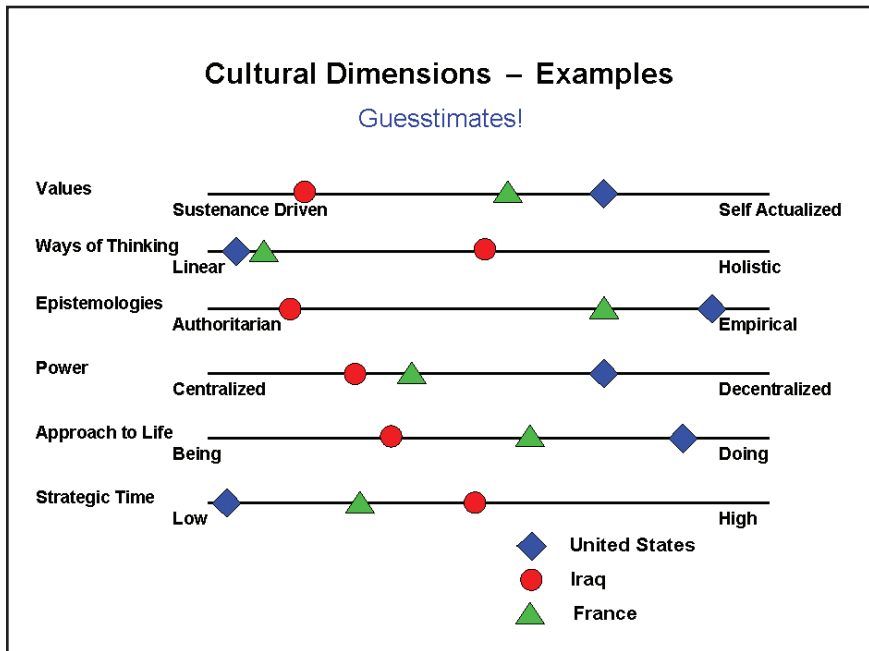 Cultural Dimensions – Examples
Guesstimates!
Values
Sustenance Driven
Self Actualized
Ways of Thinking
Linear
Holistic
Epistemologies
Authoritarian
Empirical
Power
Centralized
Decentralized
Approach to Life
Being
Doing
Strategic Time
Low
High
United States
Iraq
France